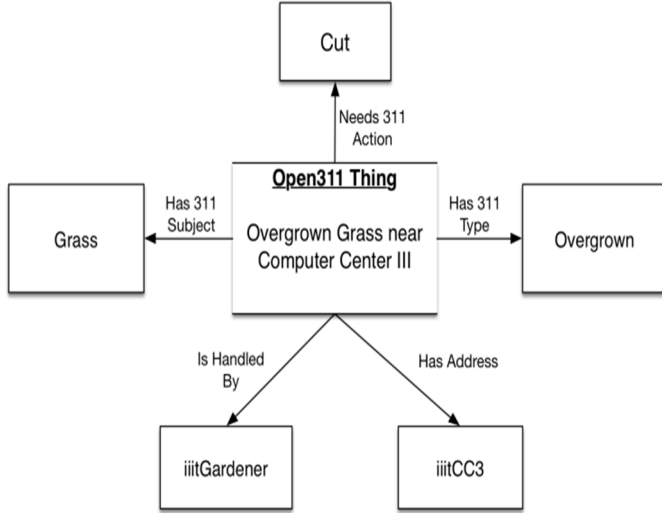 Cut
Needs 311
Action
Open311 Thing
Has 311
Subject
Has 311
Type
Grass
Overgrown Grass near
Computer Center III
Overgrown
Is Handled
By
Has Address
iiitGardener
iiitCC3